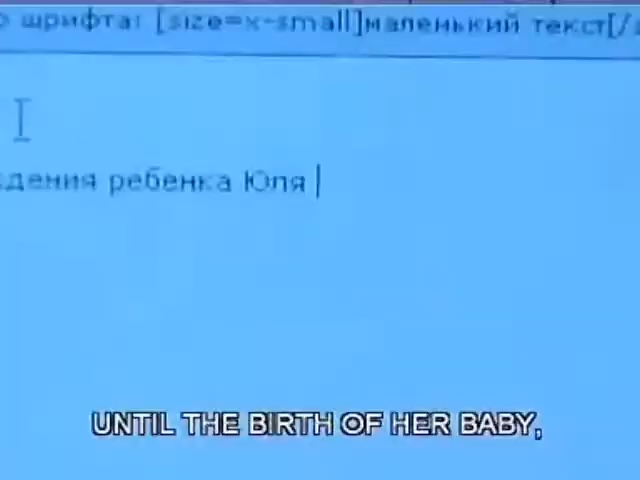 шрифта: [size=x-small]маленький текст[/s
дения ребенка Юля
UNTIL THE BIRTH OF HER BABY,